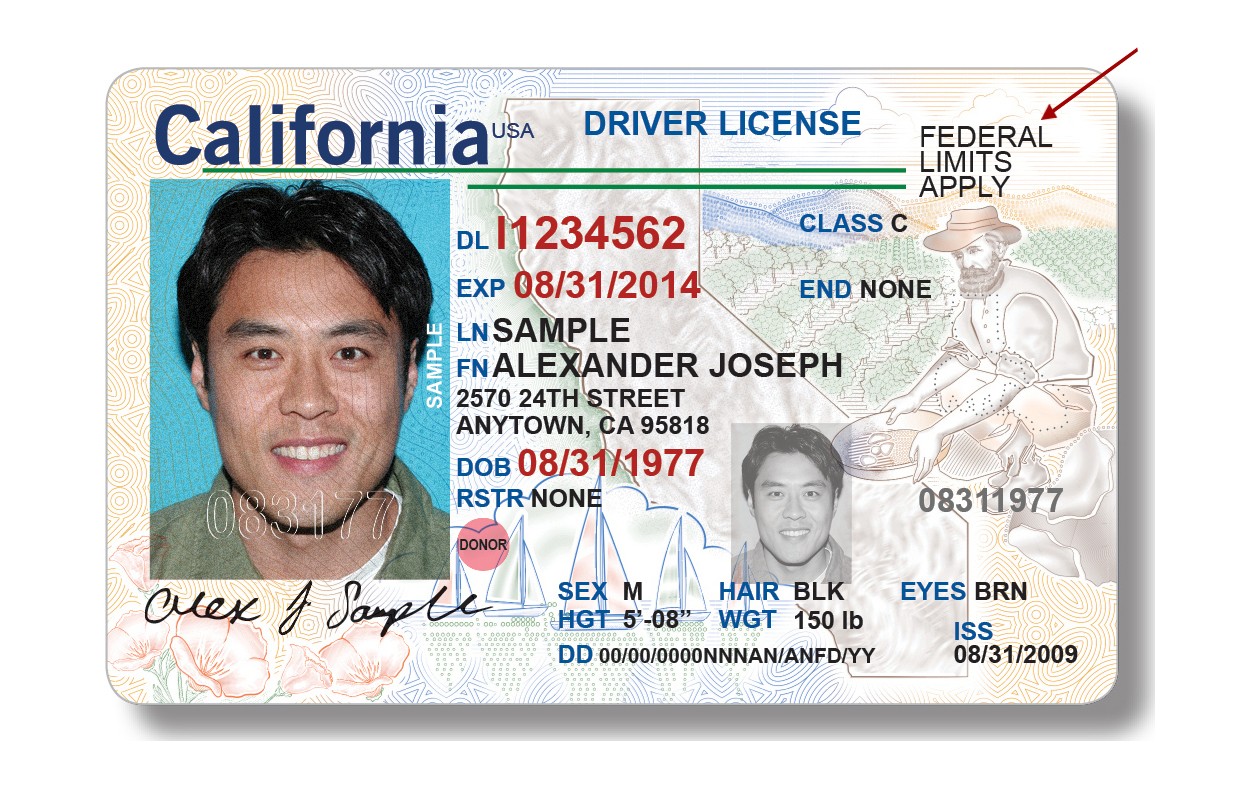 California USA DRIVER LICENSE
FEDERAL
LIMITS
APPLY
DL I1234562 CLASS C
EXP 08/31/2014 END NONE
LN SAMPLE
FN ALEXANDER JOSEPH
2570 24TH STREET
ANYTOWN, CA 95818
DOB 08/31/1977
RSTR NONE 08311977
SAMPLE
083177
DONOR
Alex J Sample
SEX M HAIR BLK EYES BRN
HGT 5'-08” WGT 150 lb ISS
DD 00/00/0000NNNAN/ANFD/YY 08/31/2009